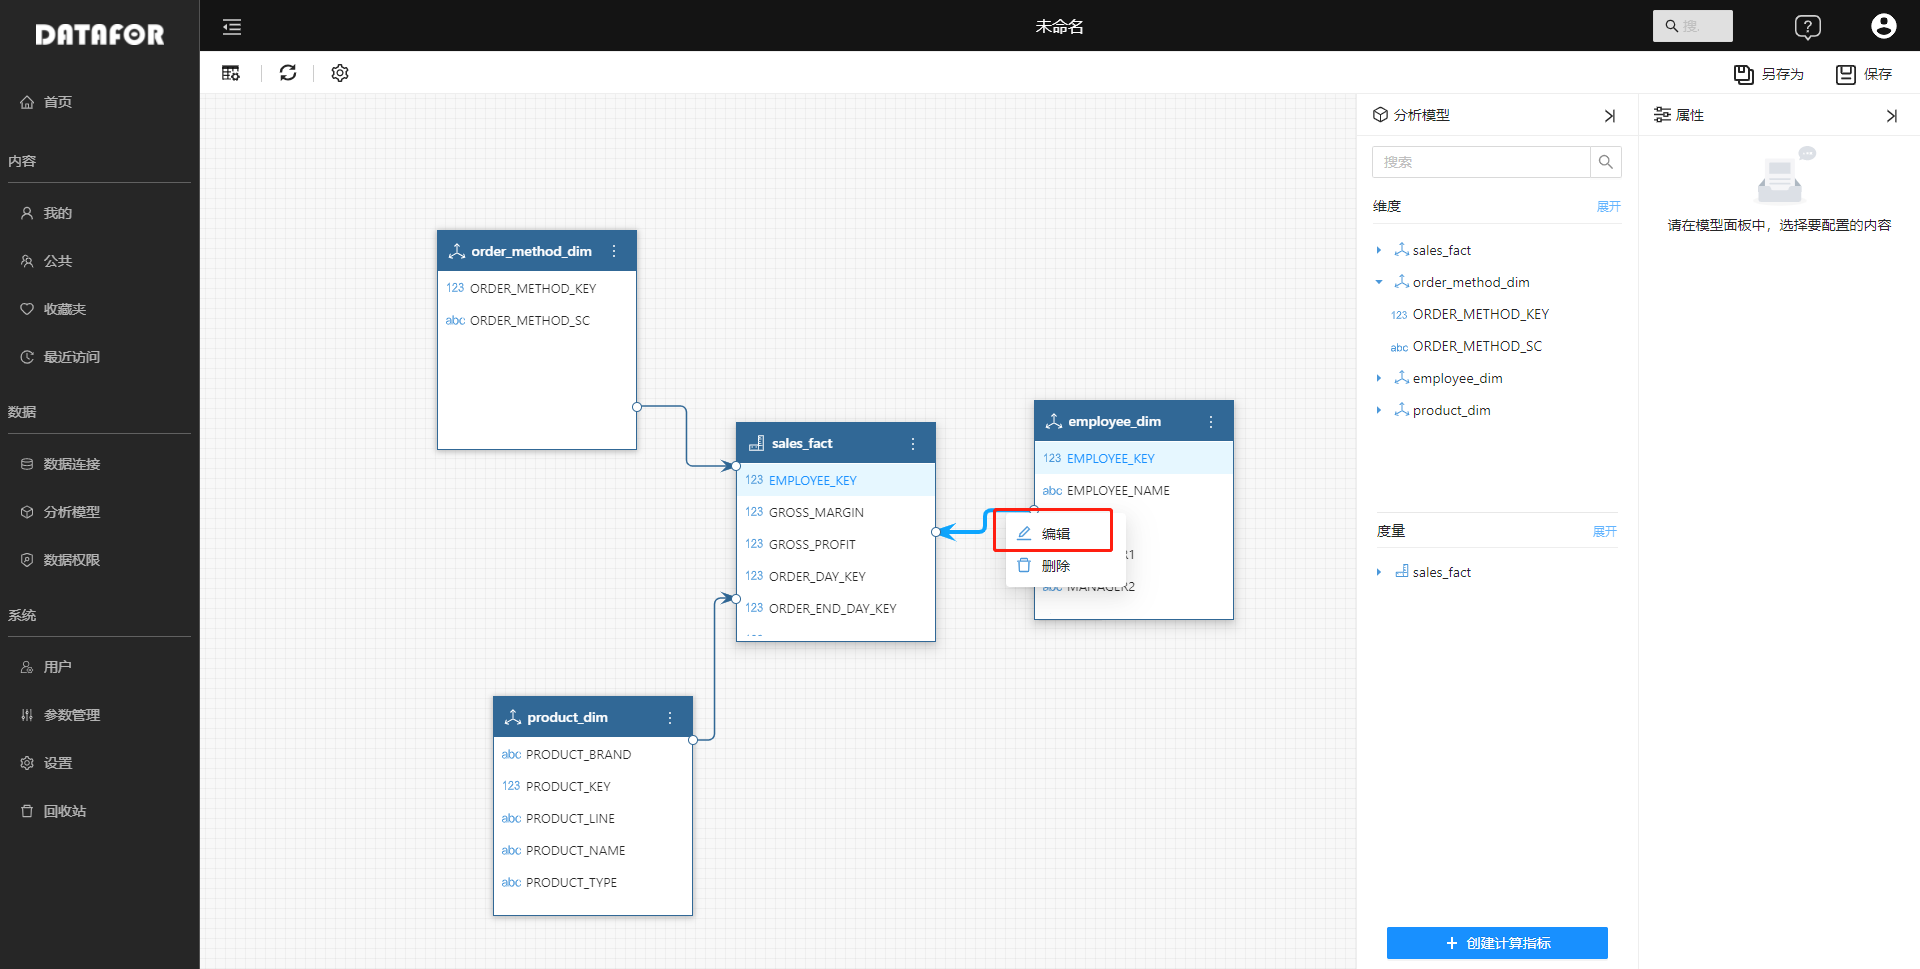 DATAFOR
未命名
搜
?
另存为
保存
首页
内容
我的
公共
收藏夹
最近访问
数据
数据连接
分析模型
数据权限
系统
用户
参数管理
设置
回收站
order_method_dim
123 ORDER_METHOD_KEY
abc ORDER_METHOD_SC
sales_fact
123 EMPLOYEE_KEY
123 GROSS_MARGIN
123 GROSS_PROFIT
123 ORDER_DAY_KEY
123 ORDER_END_DAY_KEY
employee_dim
123 EMPLOYEE_KEY
abc EMPLOYEE_NAME
R1
abc MANAGER2
编辑
删除
product_dim
abc PRODUCT_BRAND
123 PRODUCT_KEY
abc PRODUCT_LINE
abc PRODUCT_NAME
abc PRODUCT_TYPE
分析模型
搜索
维度
展开
sales_fact
order_method_dim
123 ORDER_METHOD_KEY
abc ORDER_METHOD_SC
employee_dim
product_dim
度量
展开
sales_fact
创建计算指标
属性
请在模型面板中，选择要配置的内容